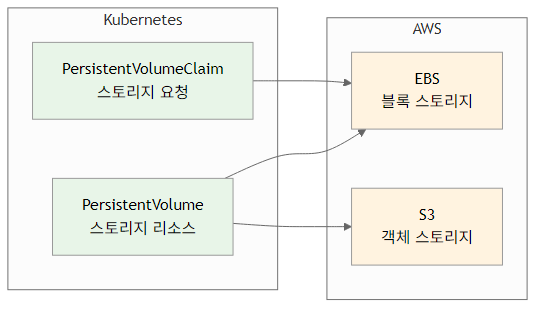 Kubernetes
PersistentVolumeClaim
스토리지 요청
PersistentVolume
스토리지 리소스
AWS
EBS
블록 스토리지
S3
객체 스토리지